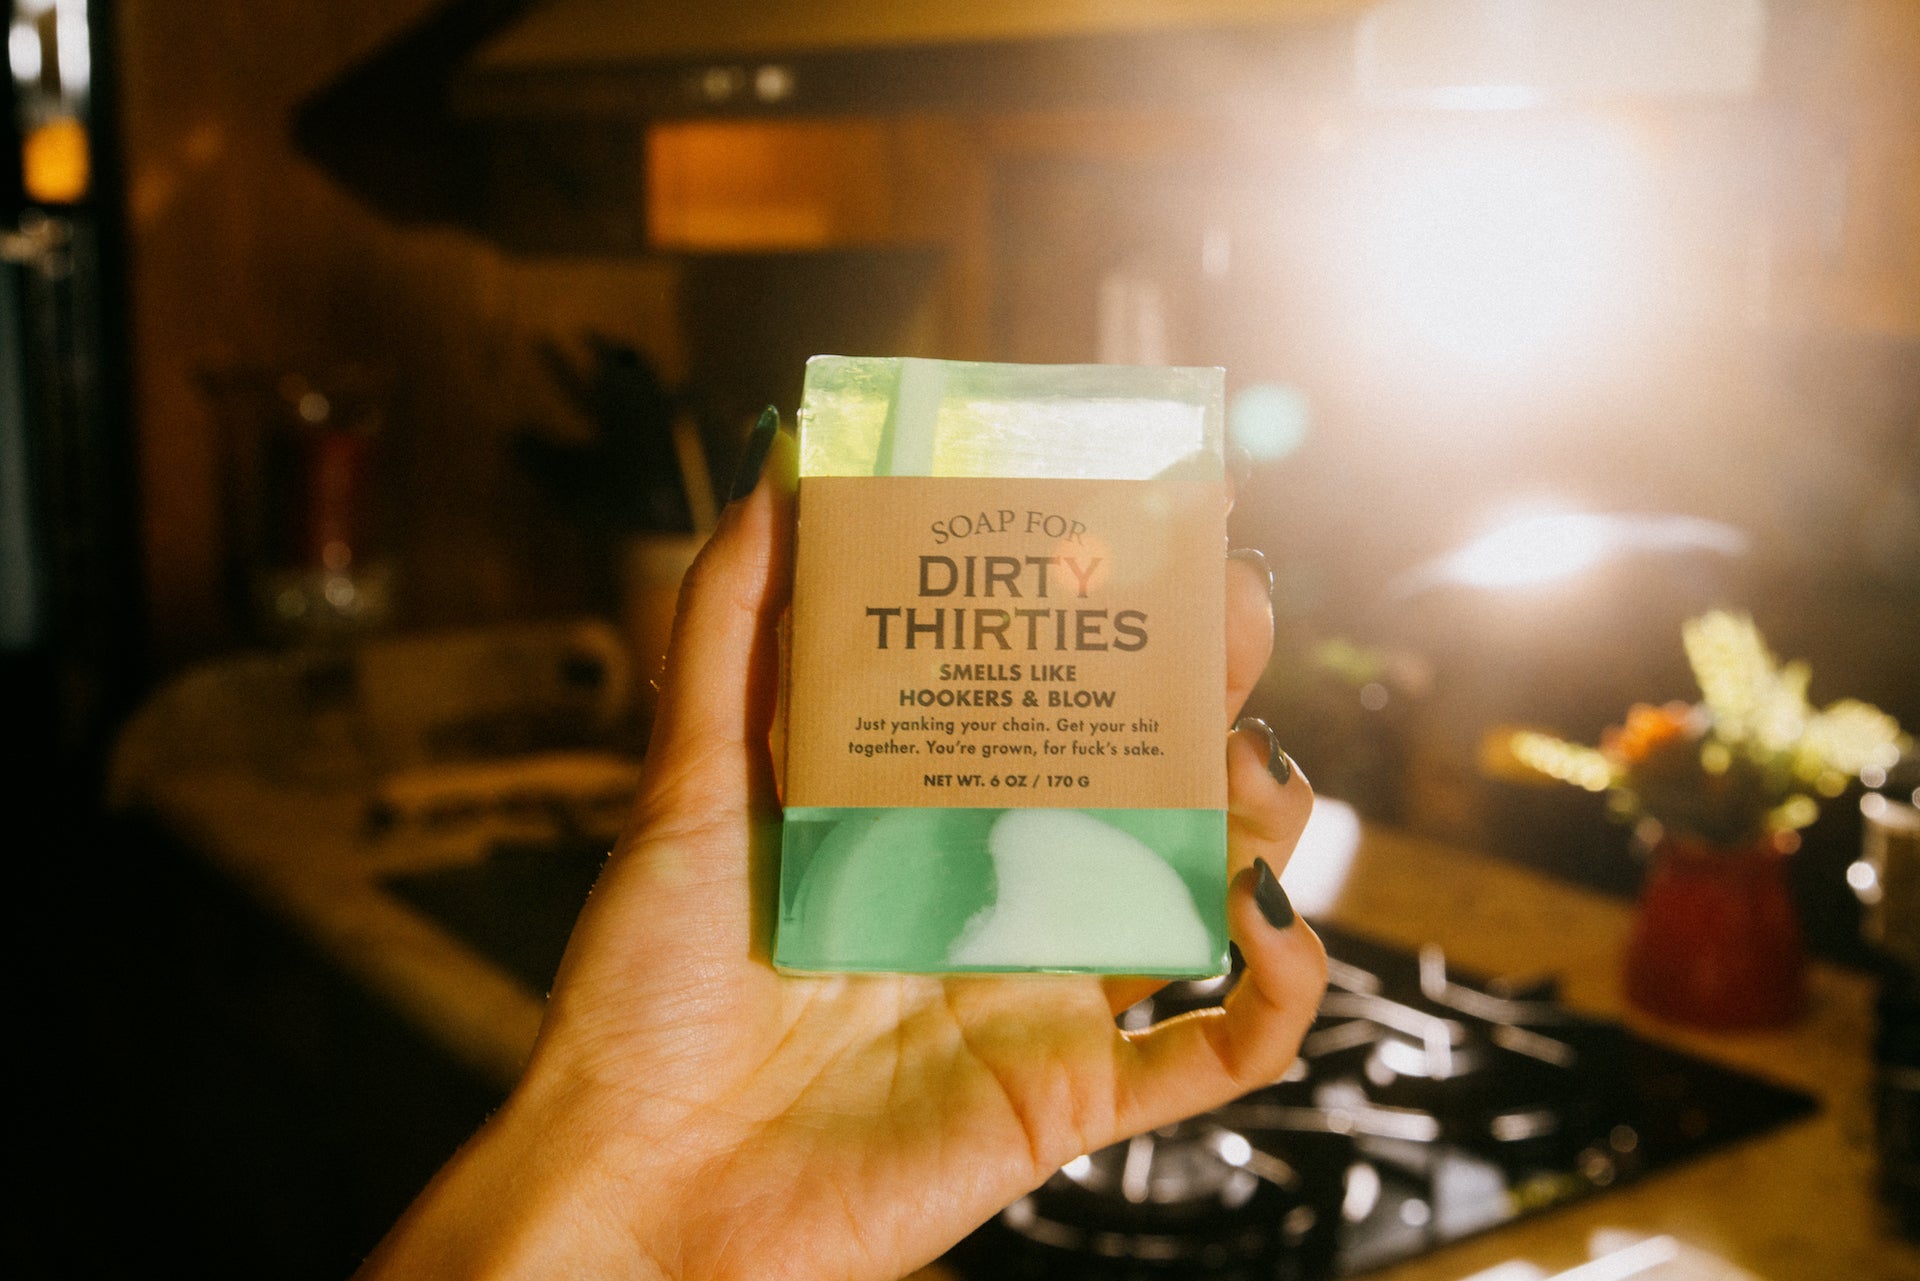 SOAP FOR
DIRTY
THIRTIES
SMELLS LIKE
HOOKERS & BLOW
Just yanking your chain. Get your shit
together. You're grown, for fuck's sake.
NET WT. 6 OZ / 170 G